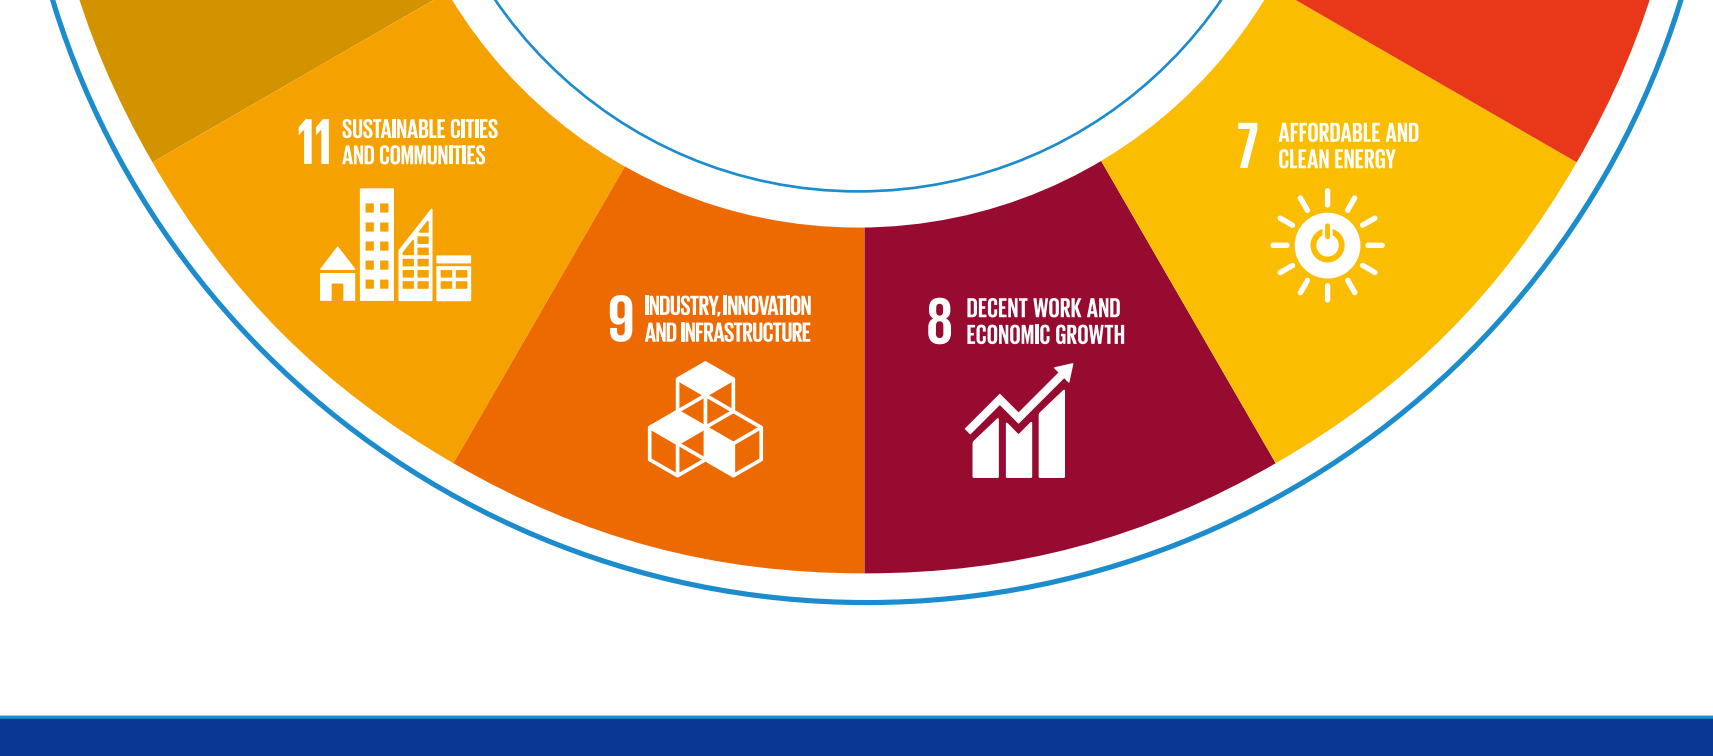 11 SUSTAINABLE CITIES
AND COMMUNITIES
7 AFFORDABLE AND
CLEAN ENERGY
9 INDUSTRY, INNOVATION
AND INFRASTRUCTURE
8 DECENT WORK AND
ECONOMIC GROWTH